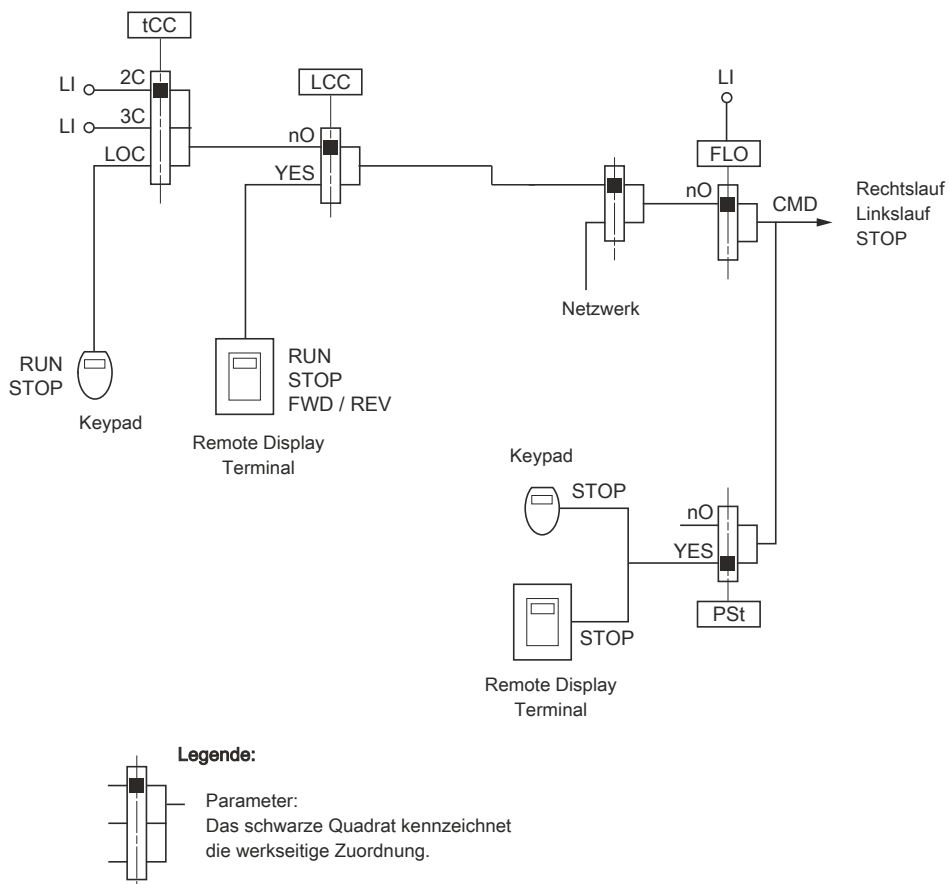 tCC
LI 2C
LI 3C
LOC
LCC
nO
YES
LI
FLO
nO
CMD
Rechtslauf
Linkslauf
STOP
Netzwerk
RUN
STOP
Keypad
RUN
STOP
FWD / REV
Remote Display
Terminal
Keypad
STOP
nO
YES
PSt
STOP
Remote Display
Terminal
Legende:
Parameter:
Das schwarze Quadrat kennzeichnet
die werkseitige Zuordnung.